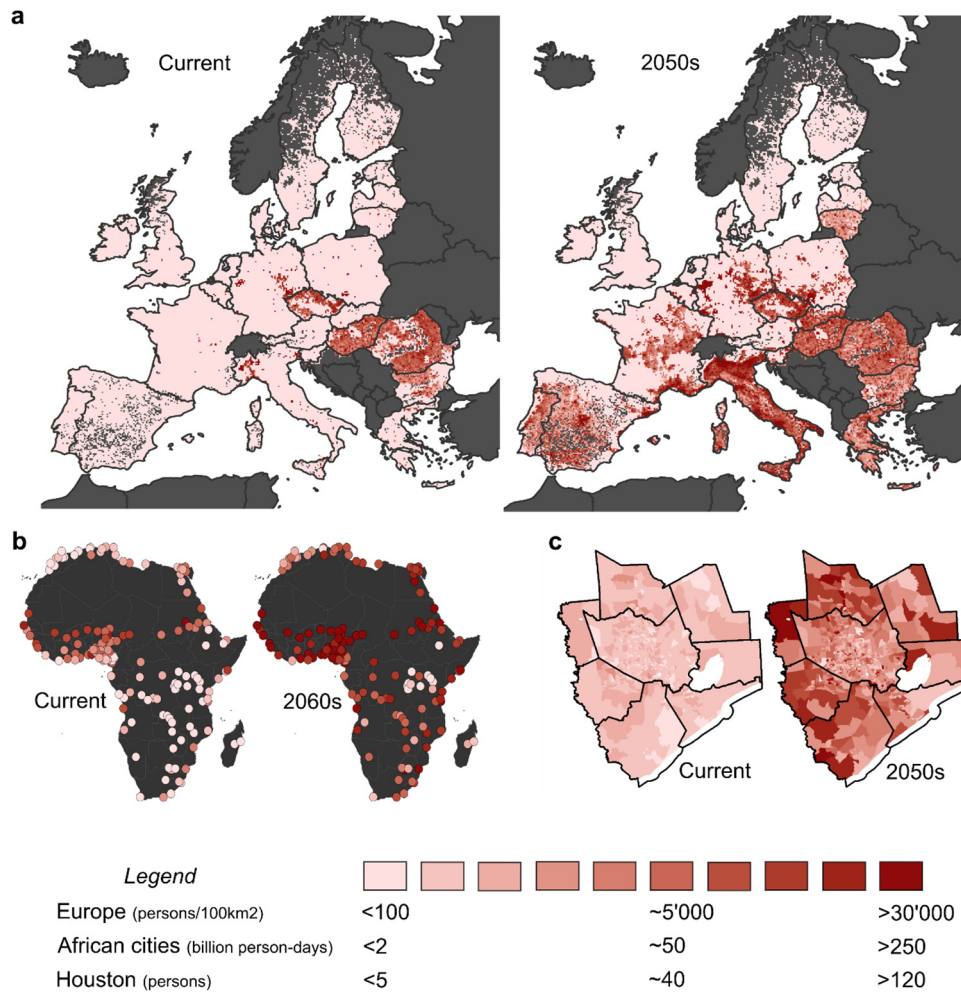 a
Current
2050s
b
Current
2060s
c
Current
2050s
Legend
Europe (persons/100km2) <100 ~5'000 >30'000
African cities (billion person-days) <2 ~50 >250
Houston (persons) <5 ~40 >120